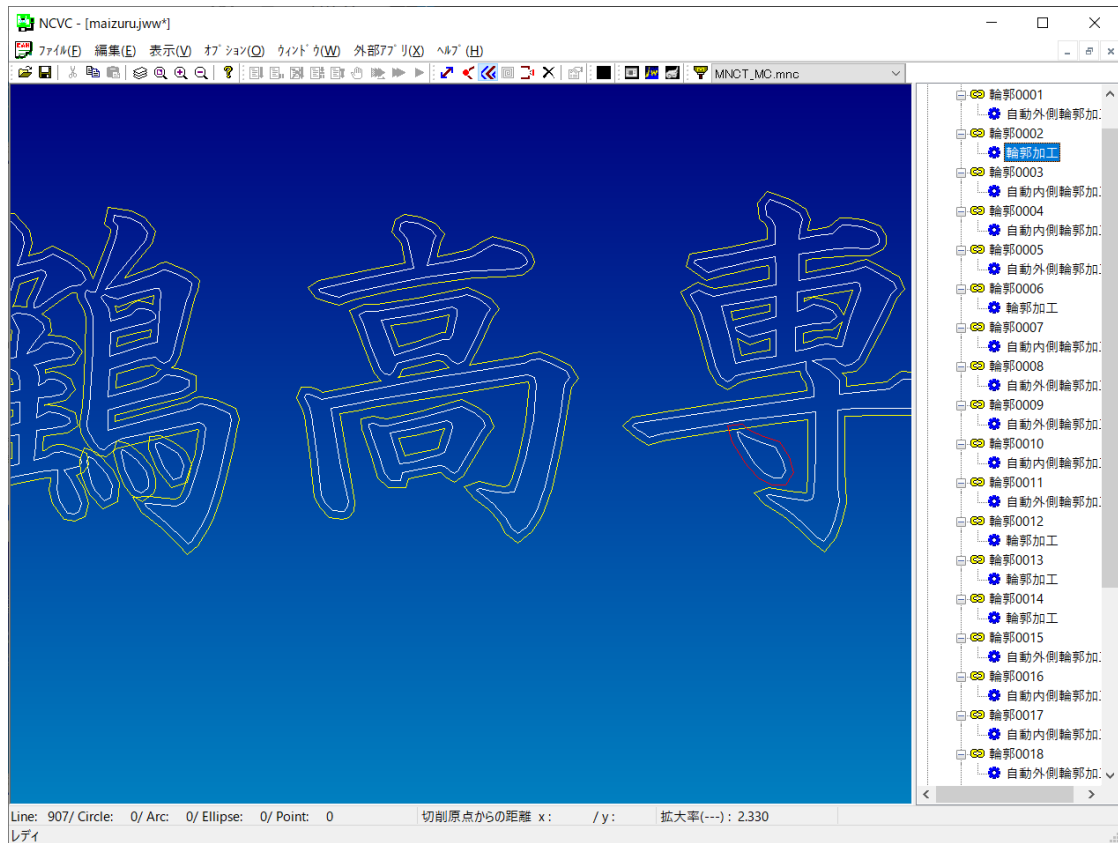 NCVC - [maizuru.jww*]
ﾌｧｲﾙ(F) 編集(E) 表示(V) ｵﾌﾟｼｮﾝ(O) ｳｨﾝﾄﾞｳ(W) 外部ｱﾌﾟﾘ(X) ﾍﾙﾌﾟ(H)
MNCT_MC.mnc
鶴高専
輪郭0001
自動外側輪郭加工
輪郭0002
輪郭加工
輪郭0003
自動内側輪郭加工
輪郭0004
自動内側輪郭加工
輪郭0005
自動外側輪郭加工
輪郭0006
輪郭加工
輪郭0007
自動内側輪郭加工
輪郭0008
自動外側輪郭加工
輪郭0009
自動外側輪郭加工
輪郭0010
自動内側輪郭加工
輪郭0011
自動外側輪郭加工
輪郭0012
輪郭加工
輪郭0013
輪郭加工
輪郭0014
輪郭加工
輪郭0015
自動外側輪郭加工
輪郭0016
自動内側輪郭加工
輪郭0017
自動内側輪郭加工
輪郭0018
自動外側輪郭加工
Line: 907/ Circle: 0/ Arc: 0/ Ellipse: 0/ Point: 0 切削原点からの距離 x : / y : 拡大率(---) : 2.330
レディ